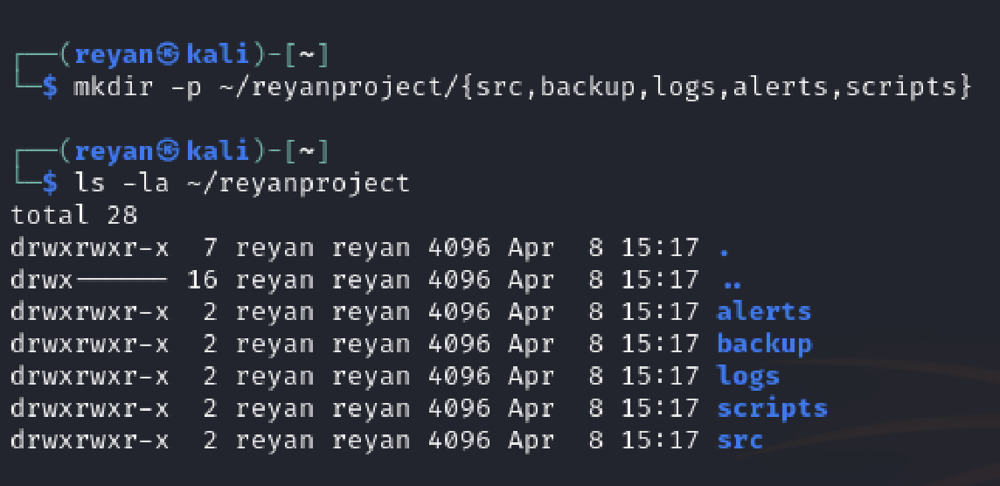 ┌──(reyan㉿kali)-[~]
└─$ mkdir -p ~/reyanproject/{src,backup,logs,alerts,scripts}
┌──(reyan㉿kali)-[~]
└─$ ls -la ~/reyanproject
total 28
drwxrwxr-x  7 reyan reyan 4096 Apr  8 15:17 .
drwx------ 16 reyan reyan 4096 Apr  8 15:17 ..
drwxrwxr-x  2 reyan reyan 4096 Apr  8 15:17 alerts
drwxrwxr-x  2 reyan reyan 4096 Apr  8 15:17 backup
drwxrwxr-x  2 reyan reyan 4096 Apr  8 15:17 logs
drwxrwxr-x  2 reyan reyan 4096 Apr  8 15:17 scripts
drwxrwxr-x  2 reyan reyan 4096 Apr  8 15:17 src